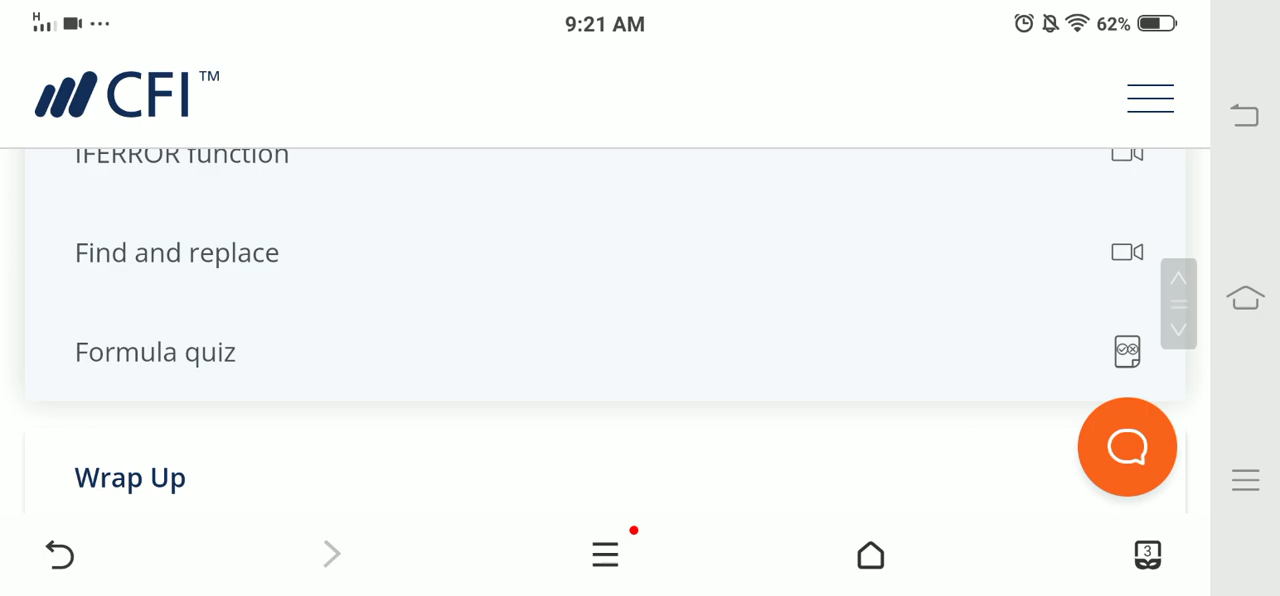 H
9:21 AM
62%
CFI™
IFERROR function
Find and replace
Formula quiz
Wrap Up
3